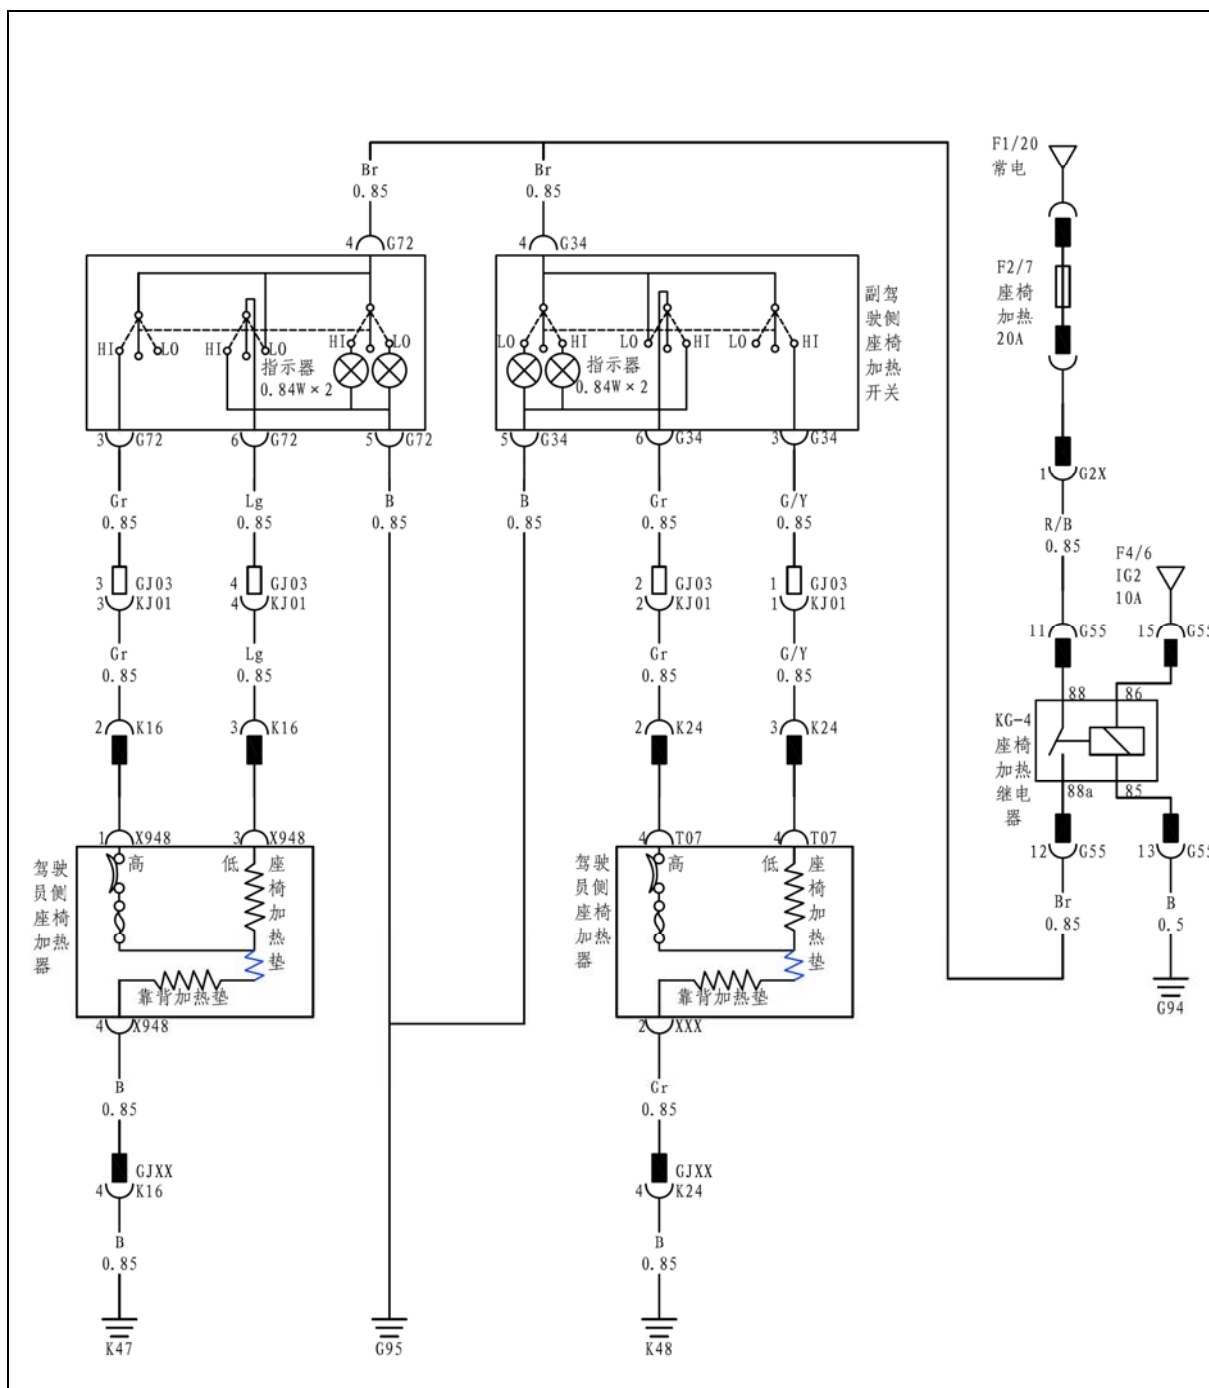 F1/20
常电
Br
0.85
Br
0.85
4 G72
4 G34
F2/7
座椅
加热
20A
副驾
驶侧
座椅
加热
开关
HI LO HI LO HI LO
LO HI LO HI LO HI
指示器
0.84W×2
指示器
0.84W×2
3 G72 6 G72 5 G72 5 G34 6 G34 3 G34
1 G2X
Gr
0.85
Lg
0.85
B
0.85
B
0.85
Gr
0.85
G/Y
0.85
R/B
0.85
F4/6
IG2
10A
3 GJ03
3 KJ01
4 GJ03
4 KJ01
2 GJ03
2 KJ01
1 GJ03
1 KJ01
11 G55 15 G55
Gr
0.85
Lg
0.85
Gr
0.85
G/Y
0.85
88 86
KG-4
座椅
加热
继电
器
88a 85
2 K16 3 K16 2 K24 3 K24
12 G55 13 G55
1 X948 3 X948 4 T07 4 T07
驾驶
员侧
座椅
加热
器
高 低
座
椅
加
热
垫
靠背加热垫
驾驶
员侧
座椅
加热
器
高 低
座
椅
加
热
垫
靠背加热垫
Br
0.85
B
0.5
G94
4 X948
2 XXX
B
0.85
Gr
0.85
GJXX
4 K16
GJXX
4 K24
B
0.85
B
0.85
K47
G95
K48